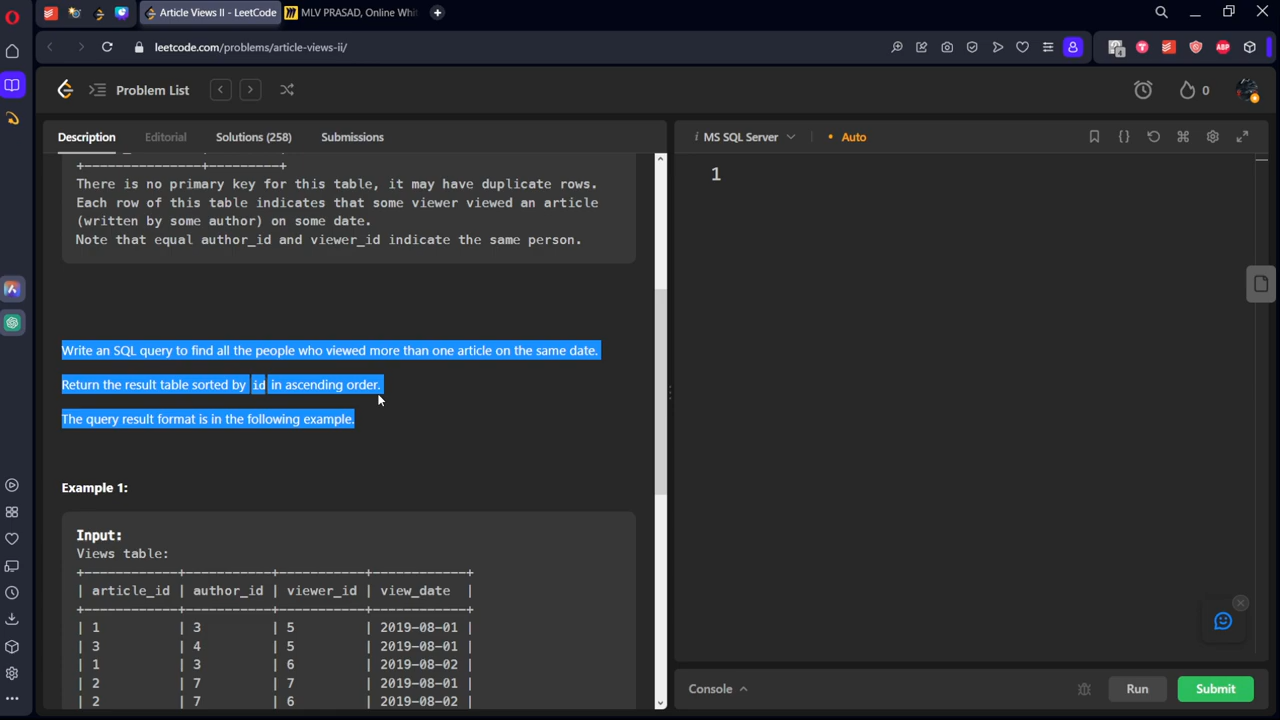 Article Views II - LeetCode
MLV PRASAD, Online Whit
leetcode.com/problems/article-views-ii/
Problem List
0
Description
Editorial
Solutions (258)
Submissions
MS SQL Server
Auto
+---------------+---------+
There is no primary key for this table, it may have duplicate rows.
Each row of this table indicates that some viewer viewed an article
(written by some author) on some date.
Note that equal author_id and viewer_id indicate the same person.
1
Write an SQL query to find all the people who viewed more than one article on the same date.
Return the result table sorted by id in ascending order.
The query result format is in the following example.
Example 1:
Input:
Views table:
+------------+-----------+-----------+------------+
| article_id | author_id | viewer_id | view_date  |
+------------+-----------+-----------+------------+
| 1          | 3         | 5         | 2019-08-01 |
| 3          | 4         | 5         | 2019-08-01 |
| 1          | 3         | 6         | 2019-08-02 |
| 2          | 7         | 7         | 2019-08-01 |
| 2          | 7         | 6         | 2019-08-02 |
Console
Run
Submit